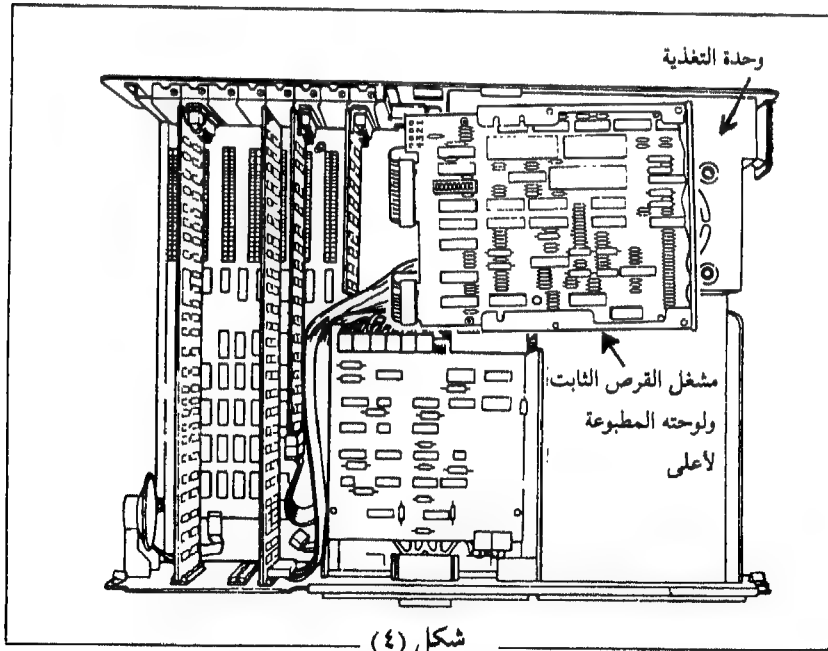 وحدة التغذية
مشغل القرص الثابت
ولوحته المطبوعة
لأعلى
شكل (٤)